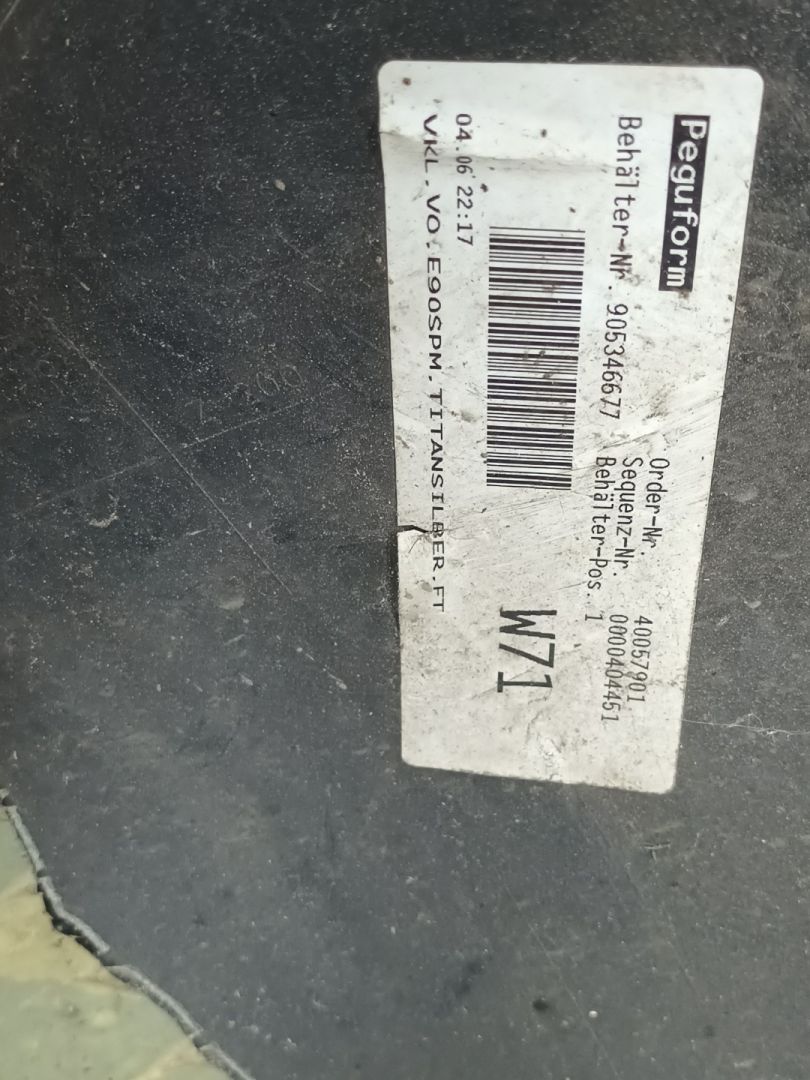 Peguform
Order-Nr. 40057901
Sequenz-Nr. 0000404451
Behälter-Nr. 905346677 Behälter-Pos. 1
W71
04.06 22:17
VKL.VO.E90SPM.TITANSILBER.FT